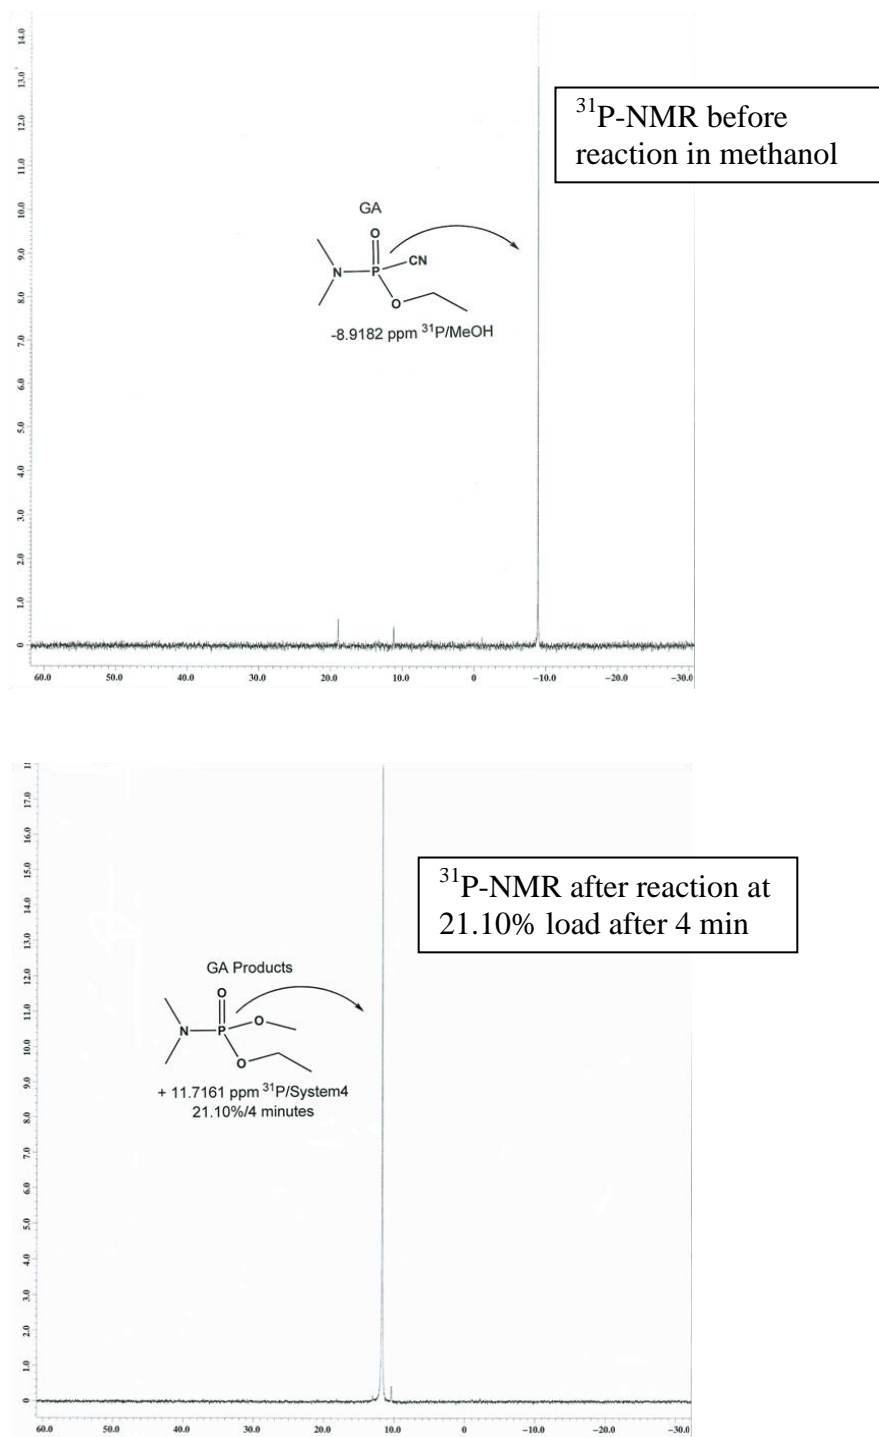 14.0
13.0
12.0
11.0
10.0
9.0
8.0
7.0
6.0
5.0
4.0
3.0
2.0
1.0
0
³¹P-NMR before
reaction in methanol
GA
O
N P CN
O
-8.9182 ppm ³¹P/MeOH
60.0 50.0 40.0 30.0 20.0 10.0 0 −10.0 −20.0 −30.0
17.0
16.0
15.0
14.0
13.0
12.0
11.0
10.0
9.0
8.0
7.0
6.0
5.0
4.0
3.0
2.0
1.0
0
³¹P-NMR after reaction at
21.10% load after 4 min
GA Products
O
N P O
O
+ 11.7161 ppm ³¹P/System4
21.10%/4 minutes
60.0 50.0 40.0 30.0 20.0 10.0 0 −10.0 −20.0 −30.0